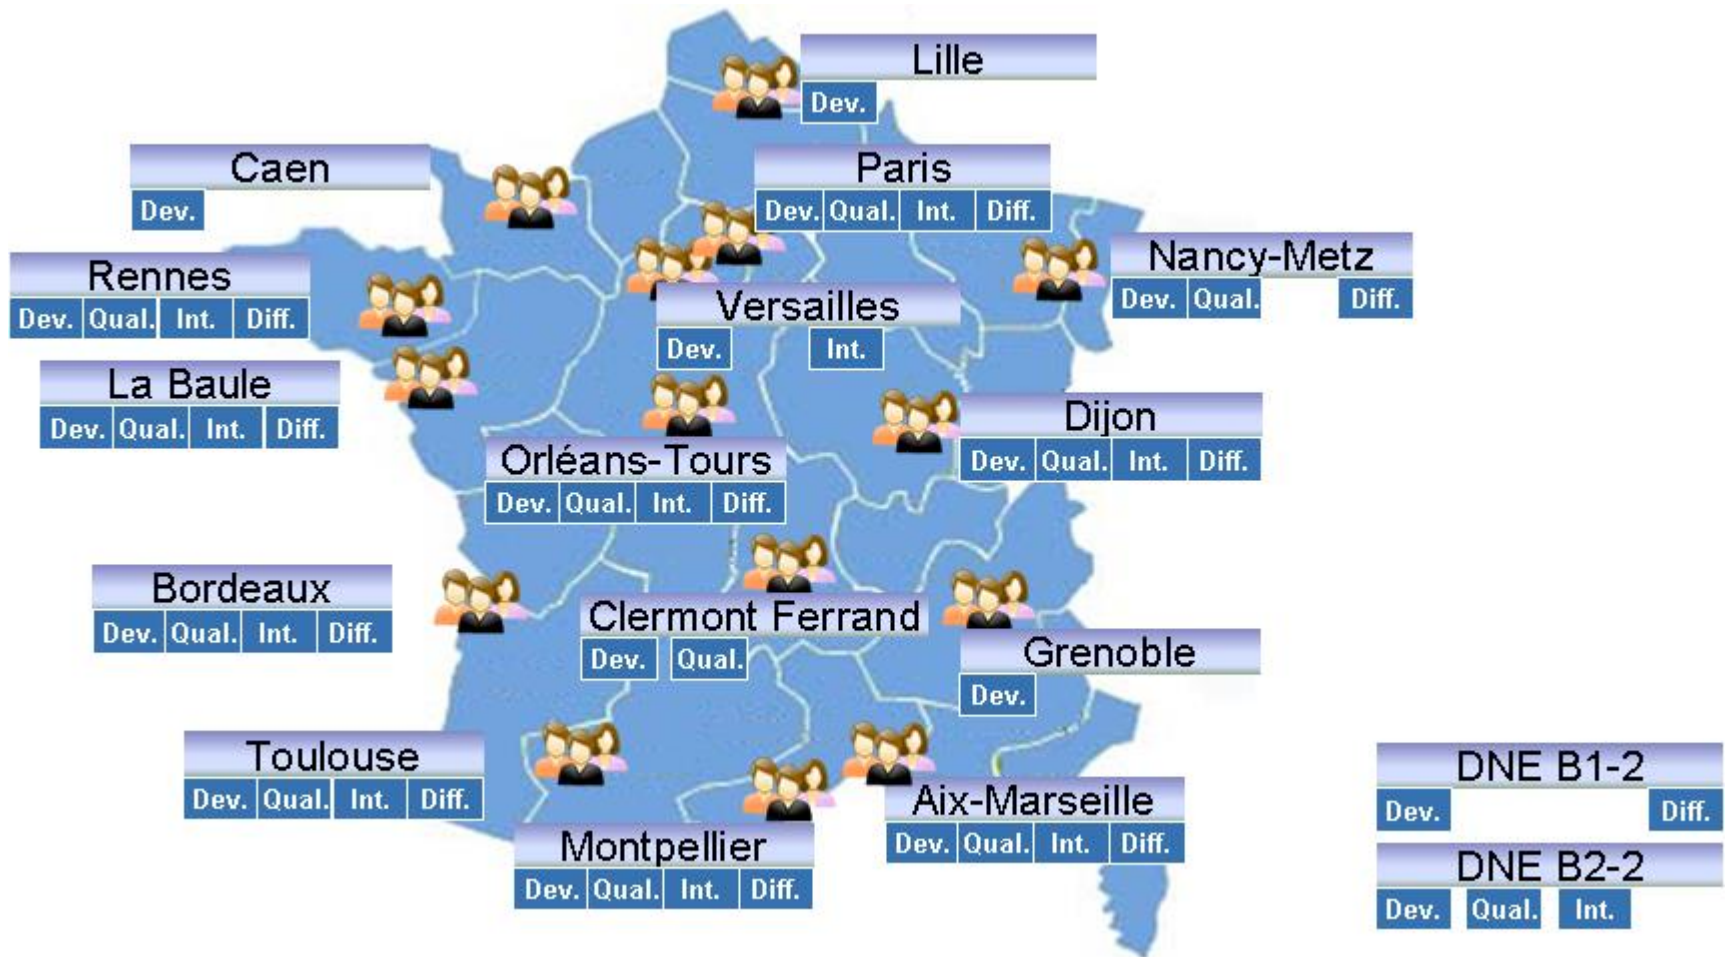 Lille
Dev.
Caen
Dev.
Paris
Dev. Qual. Int. Diff.
Nancy-Metz
Dev. Qual. Diff.
Rennes
Dev. Qual. Int. Diff.
Versailles
Dev. Int.
La Baule
Dev. Qual. Int. Diff.
Dijon
Dev. Qual. Int. Diff.
Orléans-Tours
Dev. Qual. Int. Diff.
Bordeaux
Dev. Qual. Int. Diff.
Clermont Ferrand
Dev. Qual.
Grenoble
Dev.
Toulouse
Dev. Qual. Int. Diff.
Aix-Marseille
Dev. Qual. Int. Diff.
Montpellier
Dev. Qual. Int. Diff.
DNE B1-2
Dev. Diff.
DNE B2-2
Dev. Qual. Int.